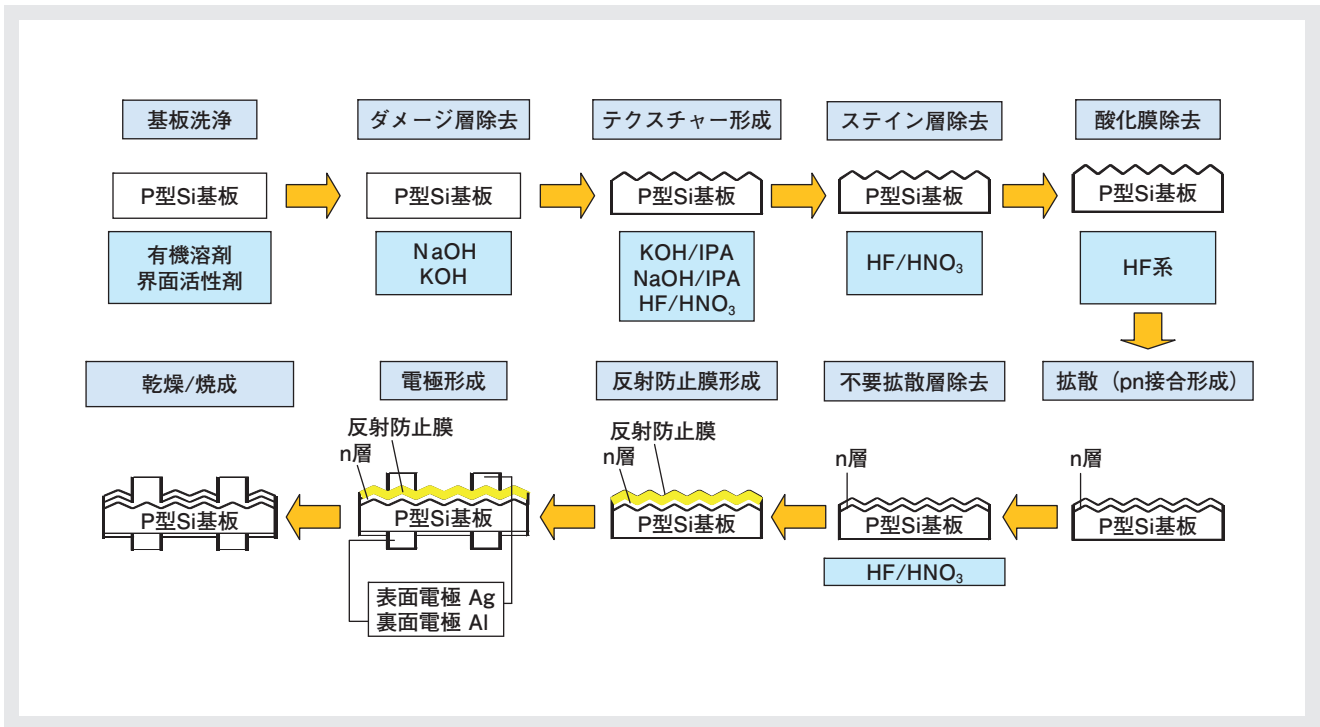 基板洗浄
P型Si基板
有機溶剤
界面活性剤
ダメージ層除去
P型Si基板
NaOH
KOH
テクスチャー形成
P型Si基板
KOH/IPA
NaOH/IPA
HF/HNO₃
ステイン層除去
P型Si基板
HF/HNO₃
酸化膜除去
P型Si基板
HF系
拡散（pn接合形成）
n層
P型Si基板
不要拡散層除去
n層
P型Si基板
HF/HNO₃
反射防止膜形成
反射防止膜
n層
P型Si基板
電極形成
反射防止膜
n層
P型Si基板
表面電極 Ag
裏面電極 Al
乾燥/焼成
P型Si基板